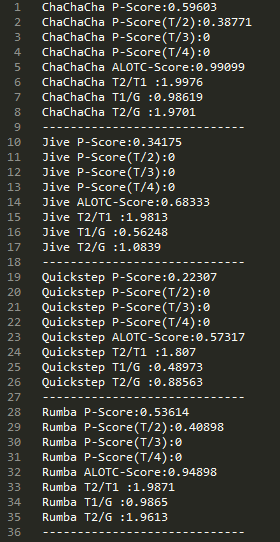 1 ChaChaCha P-Score:0.59603
2 ChaChaCha P-Score(T/2):0.38771
3 ChaChaCha P-Score(T/3):0
4 ChaChaCha P-Score(T/4):0
5 ChaChaCha ALOTC-Score:0.99099
6 ChaChaCha T2/T1 :1.9976
7 ChaChaCha T1/G :0.98619
8 ChaChaCha T2/G :1.9701
9 -----------------------------
10 Jive P-Score:0.34175
11 Jive P-Score(T/2):0
12 Jive P-Score(T/3):0
13 Jive P-Score(T/4):0
14 Jive ALOTC-Score:0.68333
15 Jive T2/T1 :1.9813
16 Jive T1/G :0.56248
17 Jive T2/G :1.0839
18 -----------------------------
19 Quickstep P-Score:0.22307
20 Quickstep P-Score(T/2):0
21 Quickstep P-Score(T/3):0
22 Quickstep P-Score(T/4):0
23 Quickstep ALOTC-Score:0.57317
24 Quickstep T2/T1 :1.807
25 Quickstep T1/G :0.48973
26 Quickstep T2/G :0.88563
27 -----------------------------
28 Rumba P-Score:0.53614
29 Rumba P-Score(T/2):0.40898
30 Rumba P-Score(T/3):0
31 Rumba P-Score(T/4):0
32 Rumba ALOTC-Score:0.94898
33 Rumba T2/T1 :1.9871
34 Rumba T1/G :0.9865
35 Rumba T2/G :1.9613
36 -----------------------------